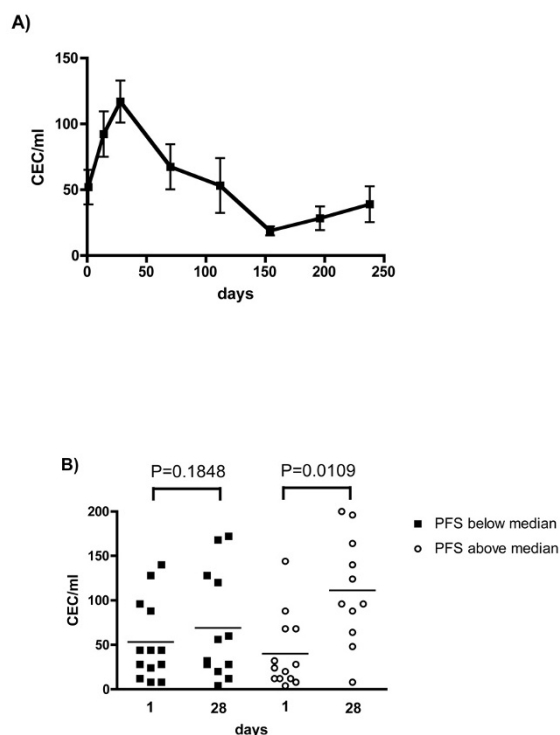 A)
150
100
50
0
CEC/ml
0 50 100 150 200 250
days
B)
P=0.1848 P=0.0109
200
150
100
50
0
CEC/ml
1 28 1 28
days
PFS below median
PFS above median